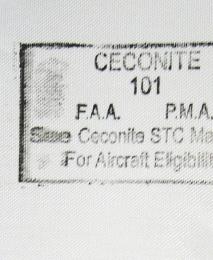 CECONITE
101
F.A.A. P.M.A.
See Ceconite STC Ma
For Aircraft Eligibilit